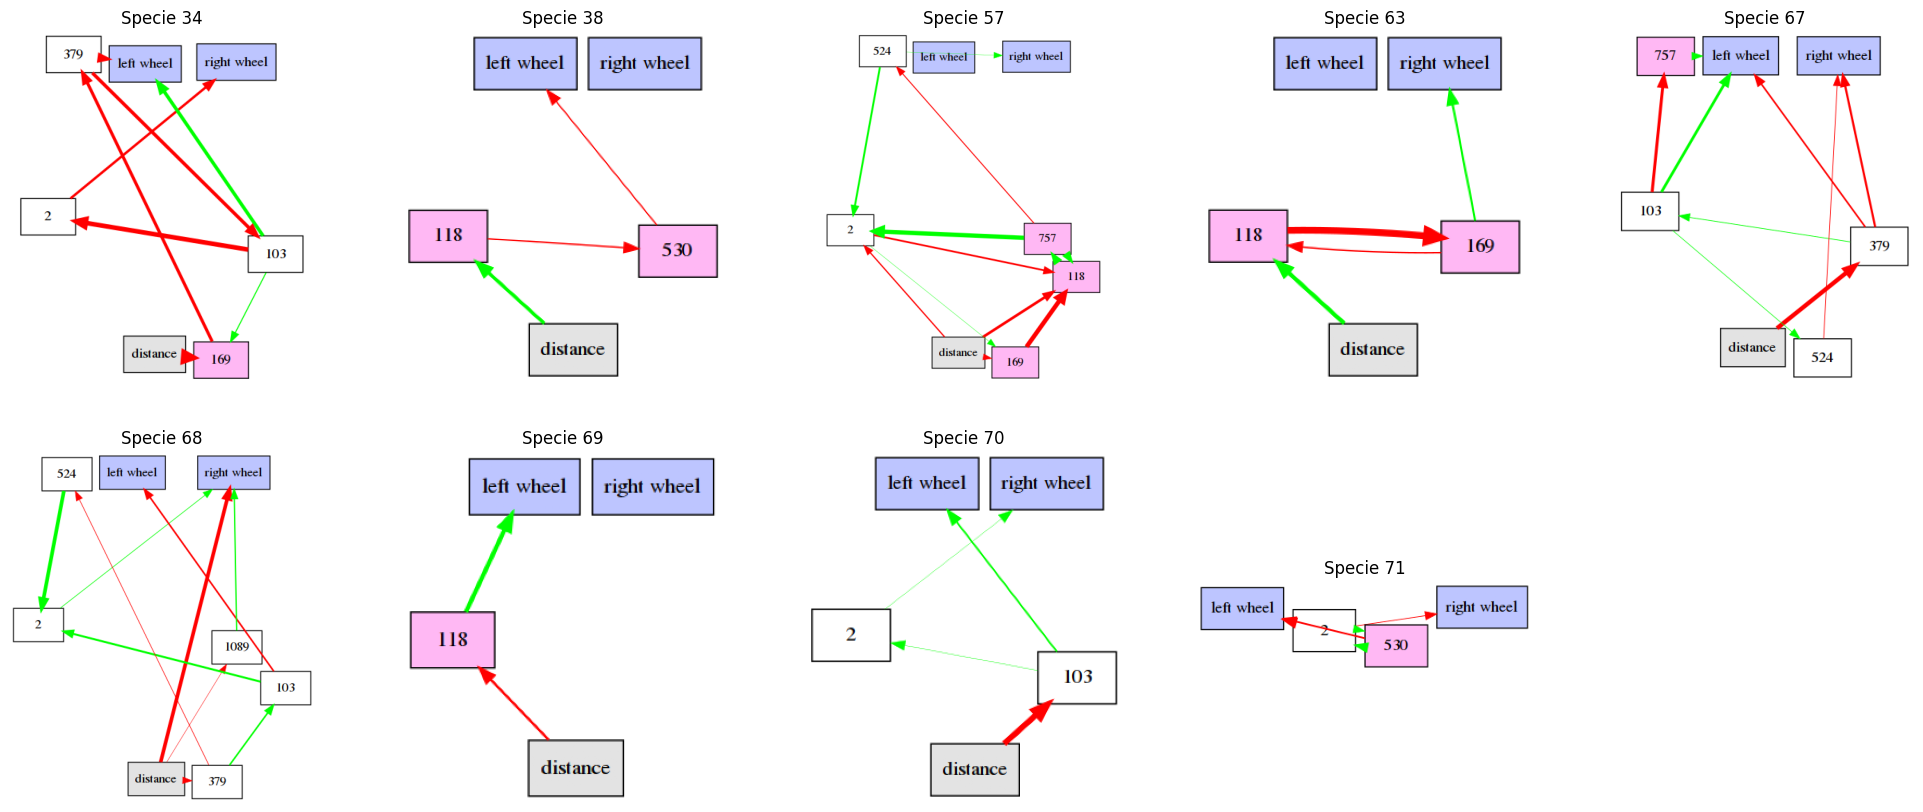 Specie 34
379
left wheel
right wheel
2
103
distance
169
Specie 38
left wheel
right wheel
118
530
distance
Specie 57
524
left wheel
right wheel
2
757
118
distance
169
Specie 63
left wheel
right wheel
118
169
distance
Specie 67
757
left wheel
right wheel
103
379
distance
524
Specie 68
524
left wheel
right wheel
2
1089
103
distance
379
Specie 69
left wheel
right wheel
118
distance
Specie 70
left wheel
right wheel
2
103
distance
Specie 71
left wheel
2
530
right wheel